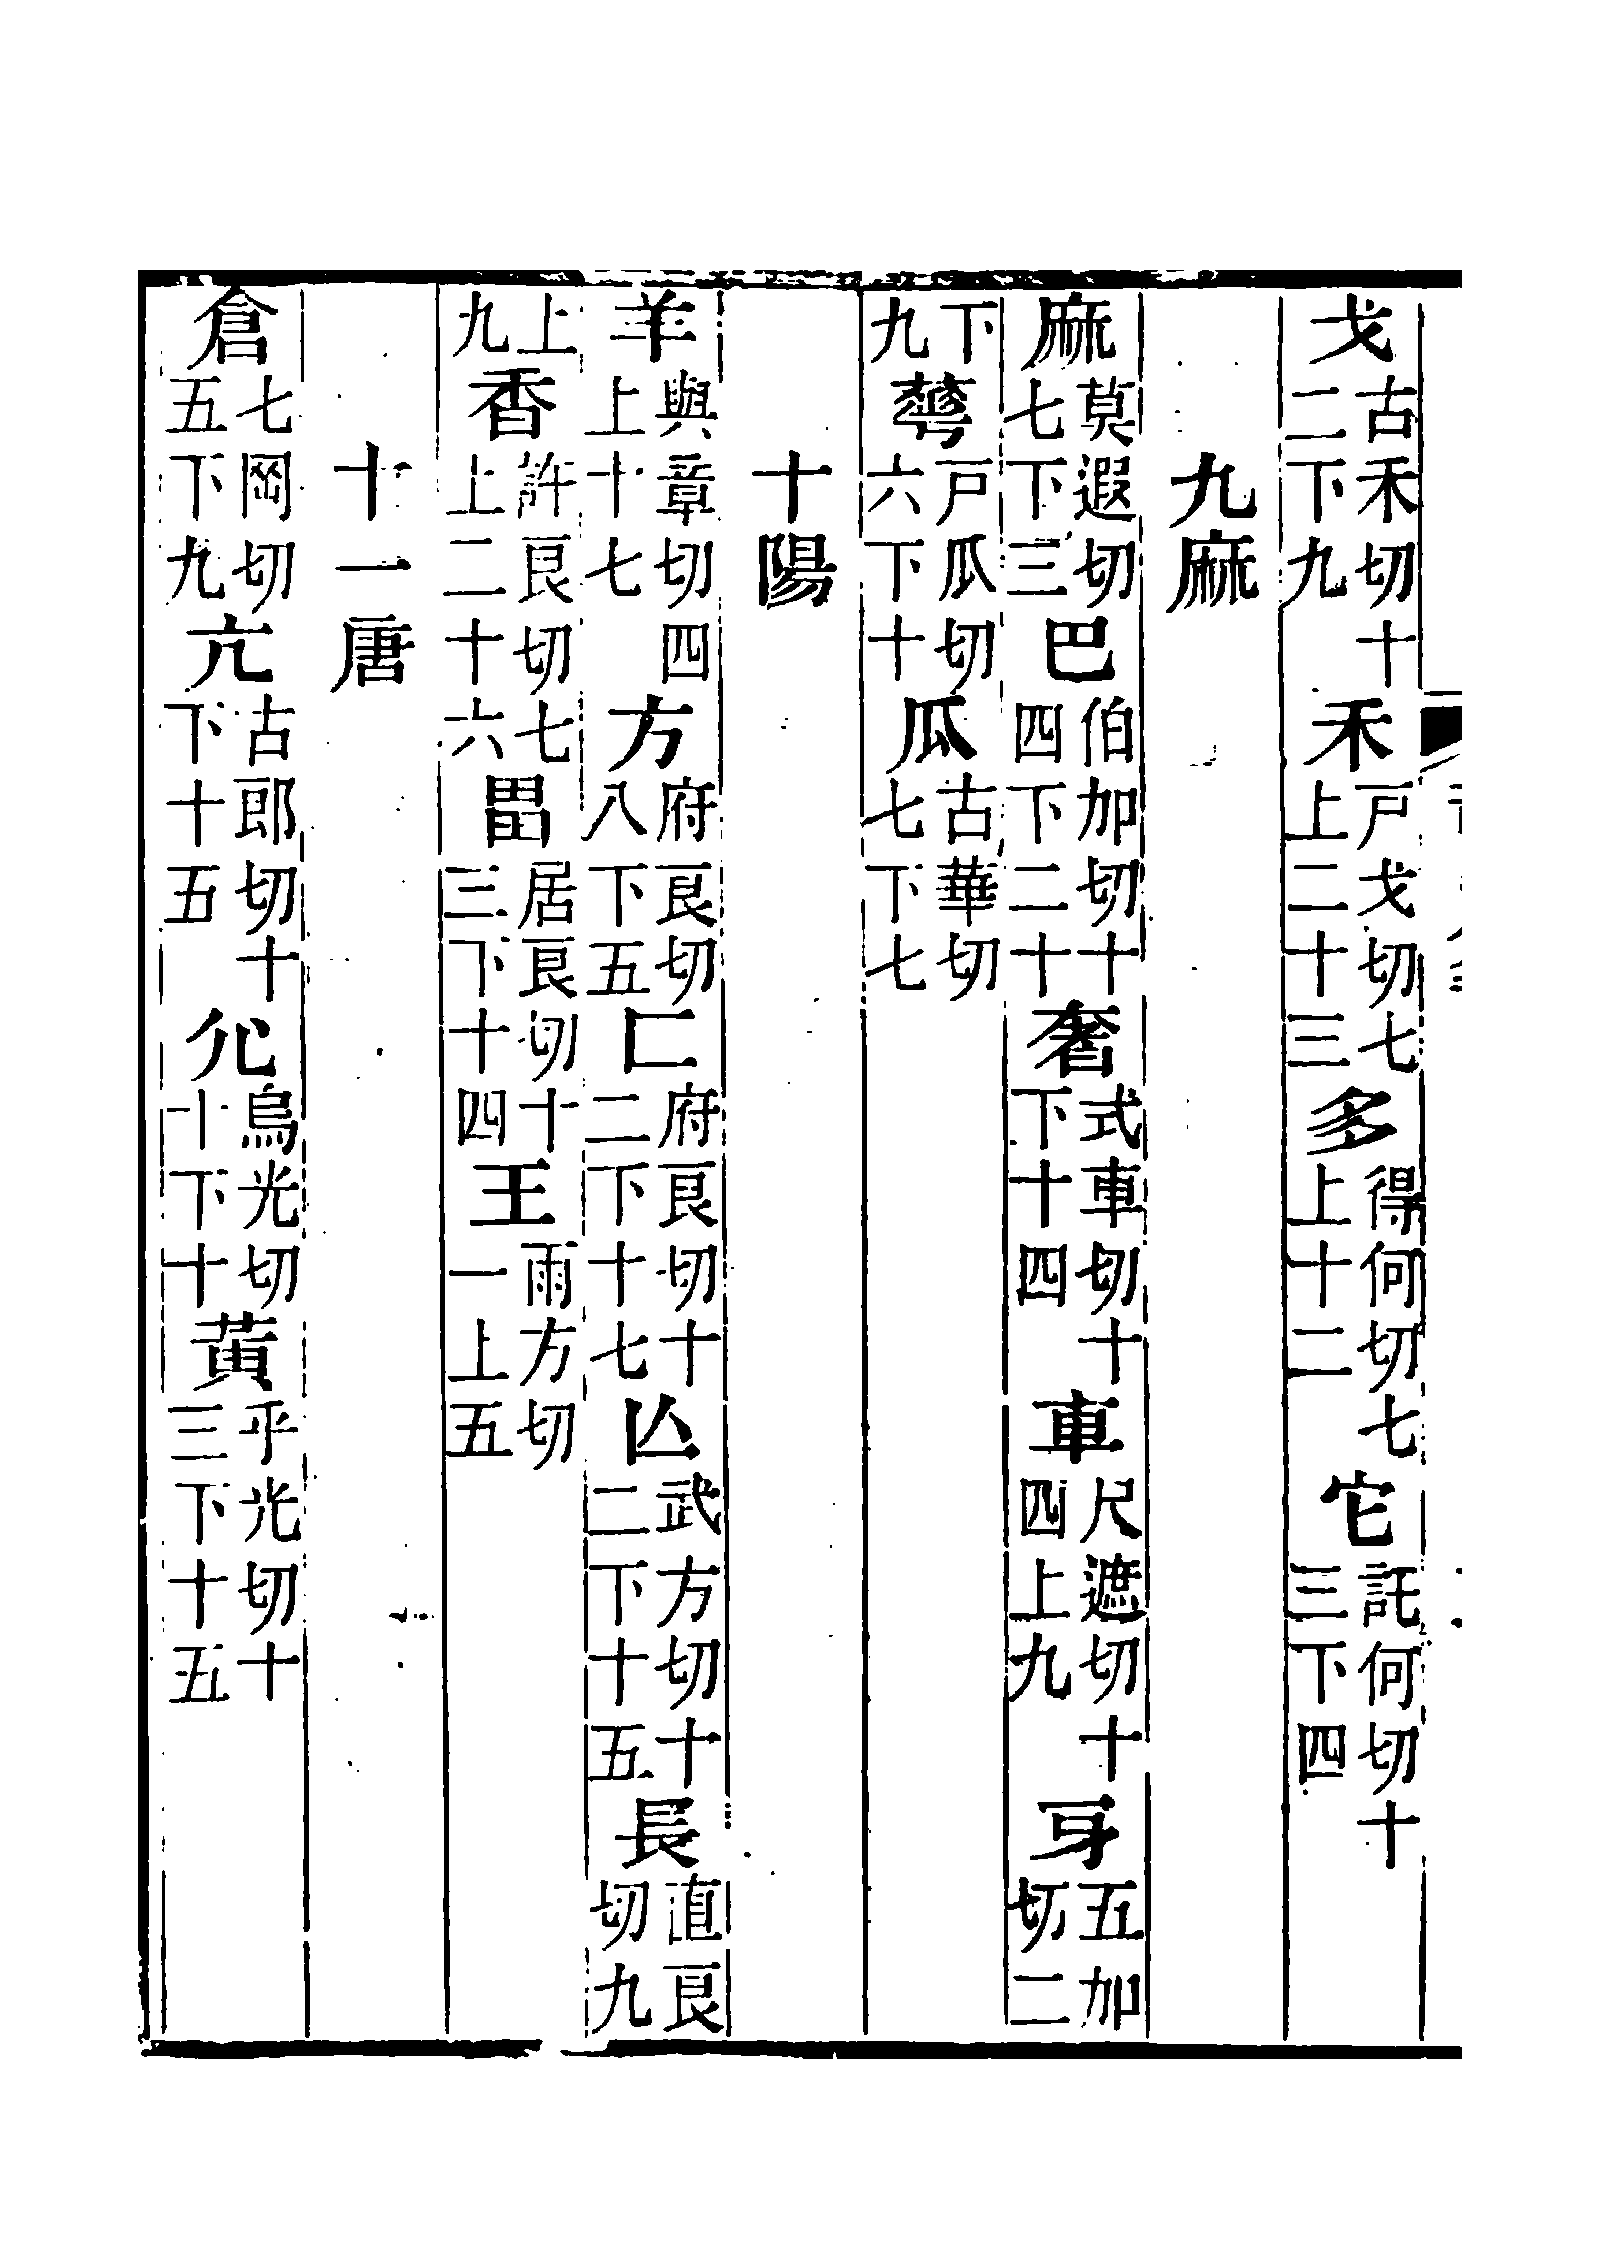 戈古禾切十二下九禾戶戈切七上二十三多得何切七上十二它託何切十三下四
九麻
麻莫遐切七下三巴伯加切十四下二十奢式車切十下十四車尺遮切十四上九牙五加切二
下九蕚戶瓜切六下十瓜古華切七下七
十陽
羊與章切四上十七方府良切八下五匚府良切十二下十七亾武方切十二下十五長直良切九
上九香許良切七上二十六畕居良切十三下十四王雨方切一上五
十一唐
倉七岡切五下九亢古郎切十下十五尣烏光切十下十黃乎光切十三下十五